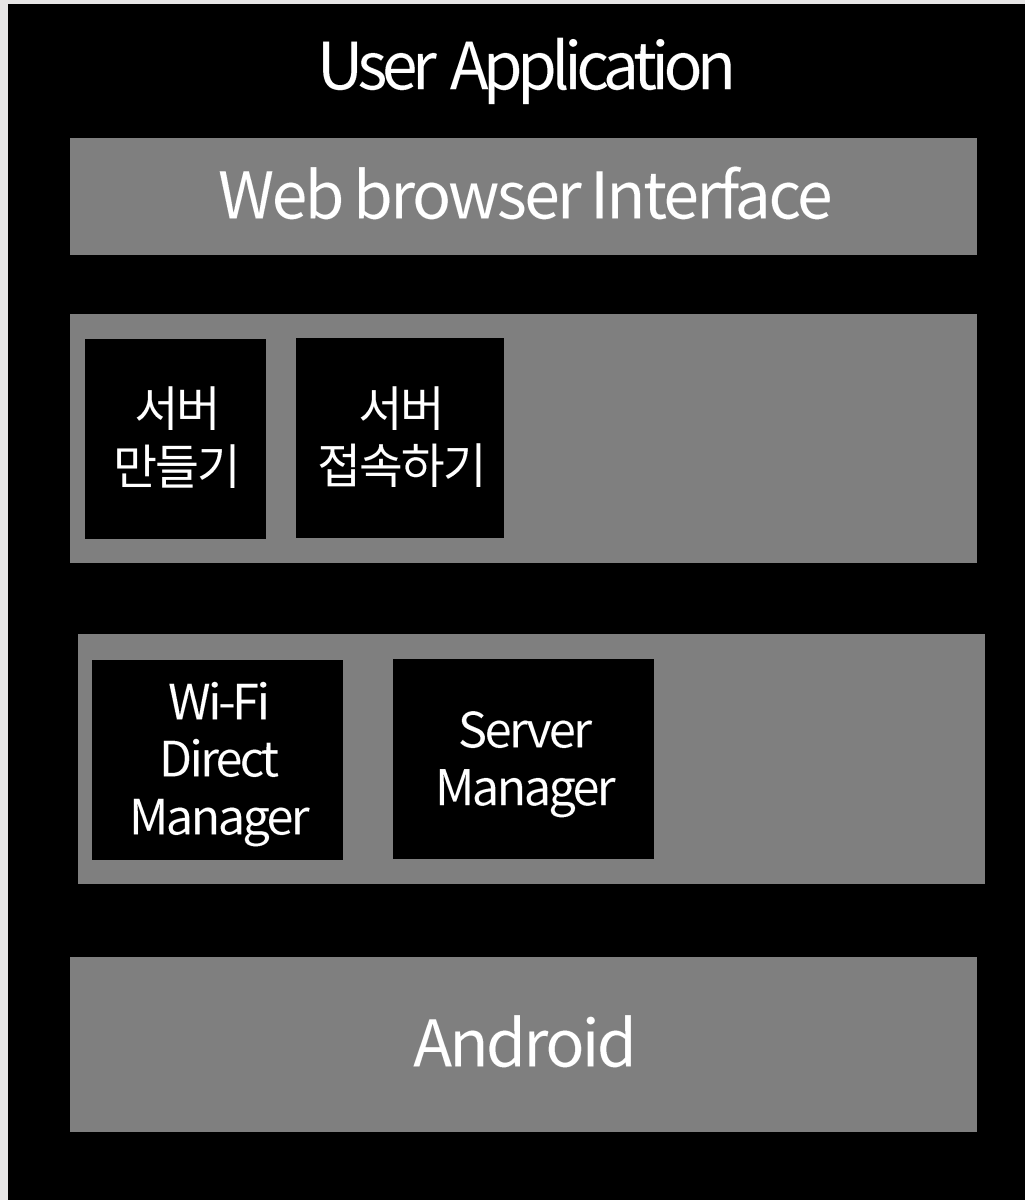 User Application
Web browser Interface
서버
만들기
서버
접속하기
Wi-Fi
Direct
Manager
Server
Manager
Android